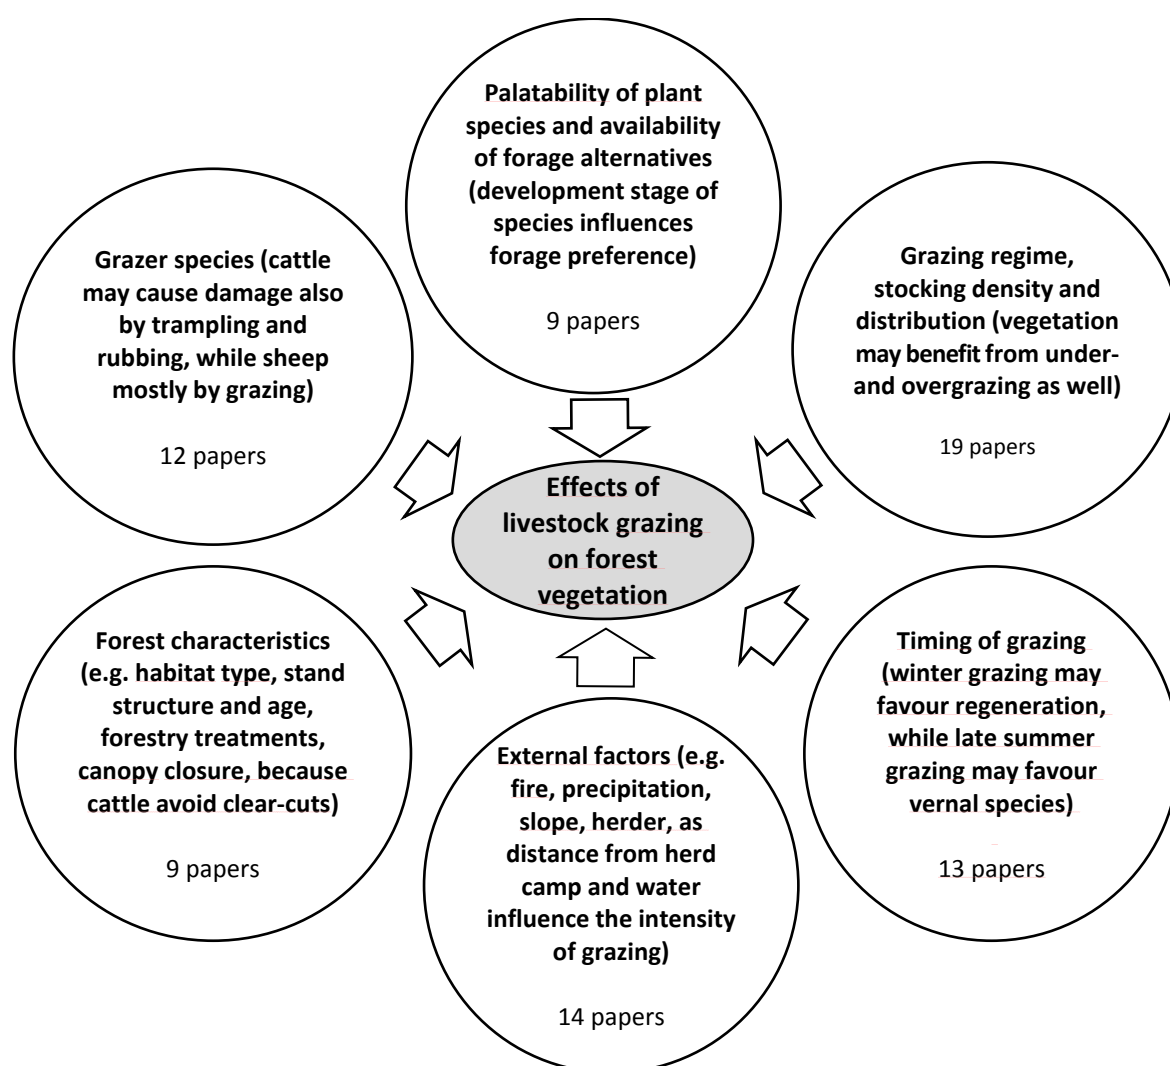 Palatability of plant
species and availability
of forage alternatives
(development stage of
species influences
forage preference)
9 papers
Grazer species (cattle
may cause damage also
by trampling and
rubbing, while sheep
mostly by grazing)
12 papers
Grazing regime,
stocking density and
distribution (vegetation
may benefit from under-
and overgrazing as well)
19 papers
Effects of
livestock grazing
on forest
vegetation
Forest characteristics
(e.g. habitat type, stand
structure and age,
forestry treatments,
canopy closure, because
cattle avoid clear-cuts)
9 papers
External factors (e.g.
fire, precipitation,
slope, herder, as
distance from herd
camp and water
influence the intensity
of grazing)
14 papers
Timing of grazing
(winter grazing may
favour regeneration,
while late summer
grazing may favour
vernal species)
13 papers